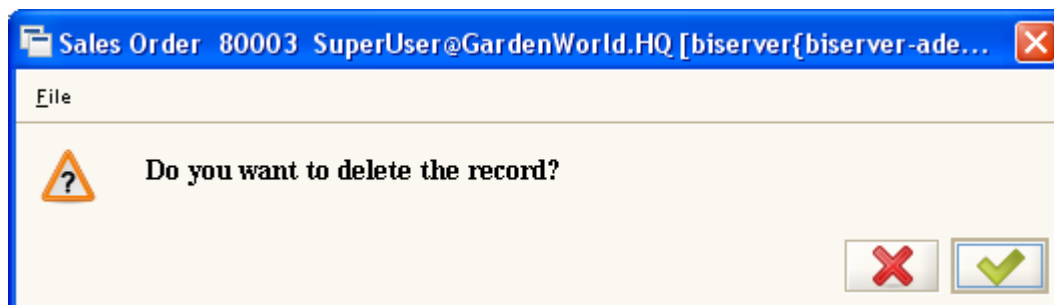 Sales Order 80003 SuperUser@GardenWorld.HQ [biserver{biserver-ade...
File
?
Do you want to delete the record?